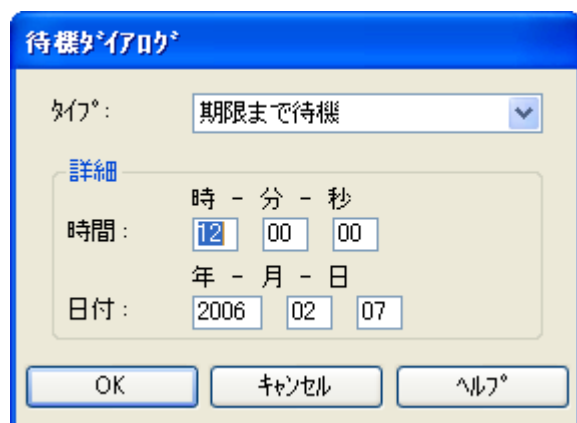 待機ﾀﾞｲｱﾛｸﾞ
ﾀｲﾌﾟ: 期限まで待機
詳細
時 - 分 - 秒
時間: 12 00 00
年 - 月 - 日
日付: 2006 02 07
OK ｷｬﾝｾﾙ ﾍﾙﾌﾟ